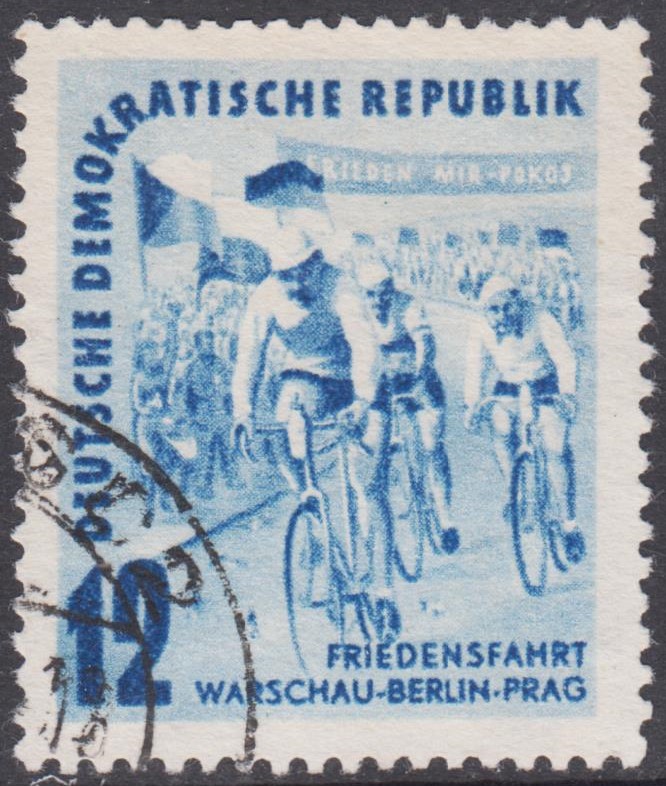 DEUTSCHE DEMOKRATISCHE REPUBLIK
FRIEDEN MIR-POKOJ
12
FRIEDENSFAHRT
WARSCHAU-BERLIN-PRAG